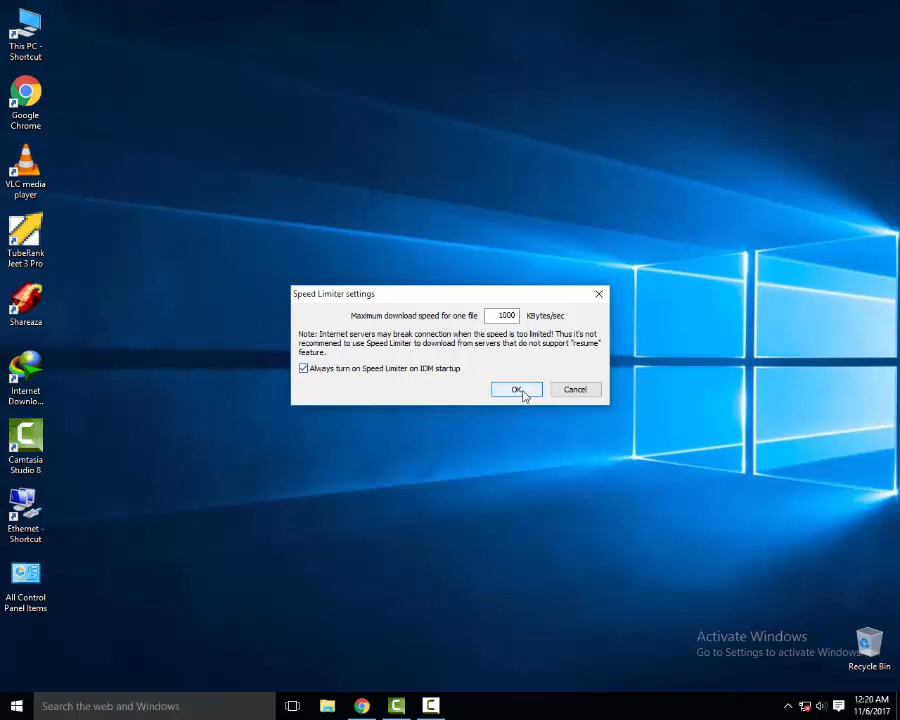 This PC -
Shortcut
Google
Chrome
VLC media
player
TubeRank
Jeet 3 Pro
Shareaza
Internet
Downlo...
Camtasia
Studio 8
Ethernet -
Shortcut
All Control
Panel Items
Speed Limiter settings
Maximum download speed for one file 1000 KBytes/sec
Note: Internet servers may break connection when the speed is too limited! Thus it's not
recommened to use Speed Limiter to download from servers that do not support "resume"
feature.
Always turn on Speed Limiter on IDM startup
OK
Cancel
Activate Windows
Go to Settings to activate Windows.
Recycle Bin
Search the web and Windows
12:20 AM
11/6/2017